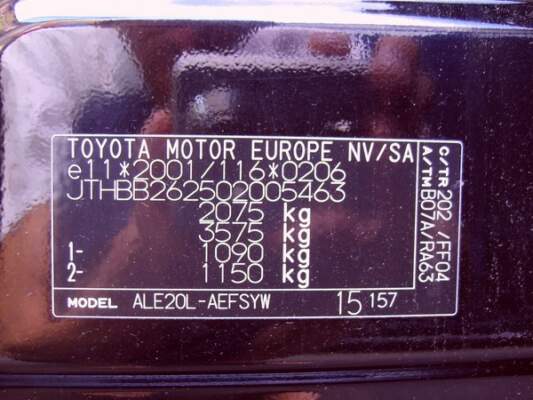 TOYOTA MOTOR EUROPE NV/SA
e11*2001/116*0206
JTHBB262502005463
2075 kg
3575 kg
1- 1090 kg
2- 1150 kg
MODEL ALE20L-AEFSYW 15 157
C/TR 202 /FF04
A/TM B07A/RA63